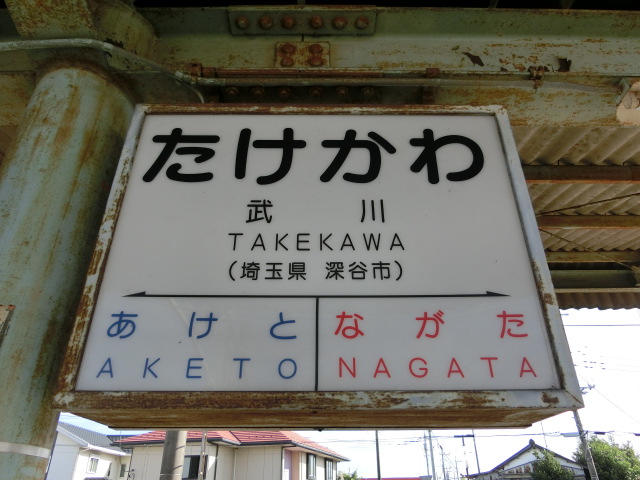 たけかわ
武川
TAKEKAWA
(埼玉県 深谷市)
あけと ながた
AKETO NAGATA